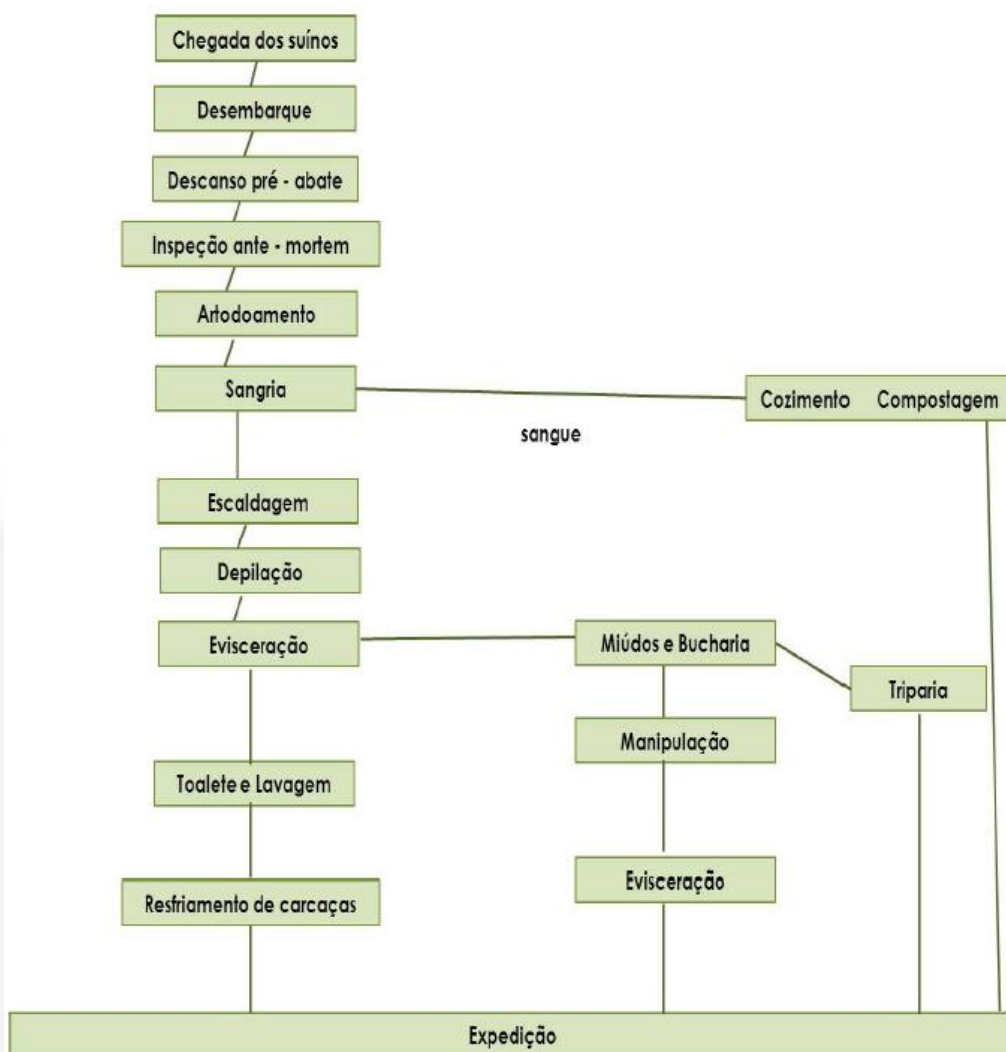 Chegada dos suínos
Desembarque
Descanso pré - abate
Inspeção ante - mortem
Artodoamento
Sangria
Cozimento Compostagem
sangue
Escaldagem
Depilação
Evisceração
Miúdos e Bucharia
Triparia
Manipulação
Toalete e Lavagem
Evisceração
Resfriamento de carcaças
Expedição